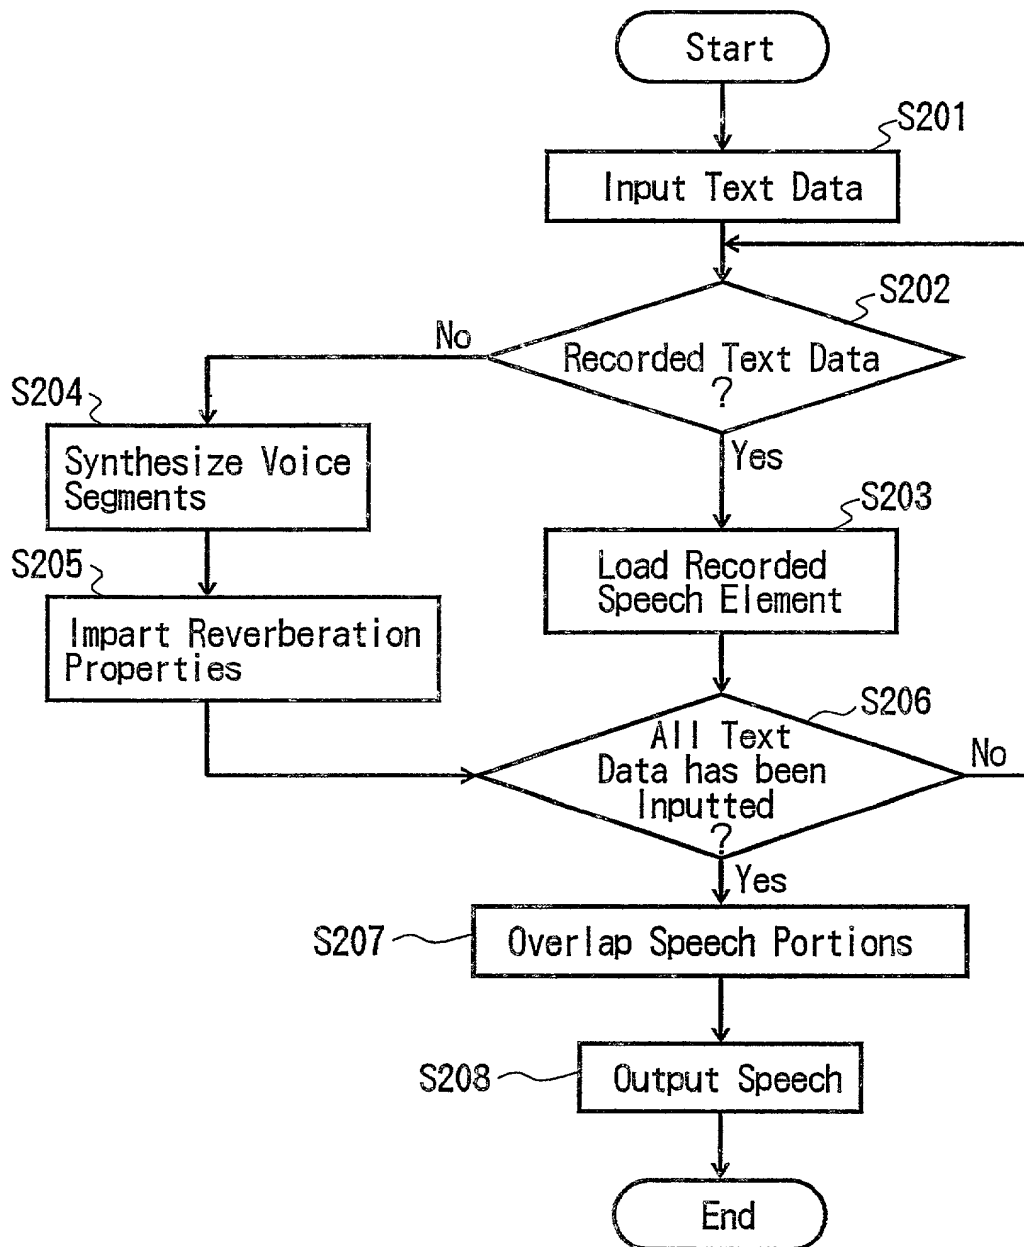 Start
S201
Input Text Data
S202
No
Recorded Text Data
?
S204
Yes
Synthesize Voice
Segments
S203
S205
Load Recorded
Speech Element
Impart Reverberation
Properties
S206
All Text
No
Data has been
Inputted
?
Yes
S207
Overlap Speech Portions
S208
Output Speech
End